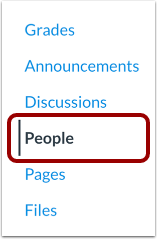 Grades
Announcements
Discussions
People
Pages
Files